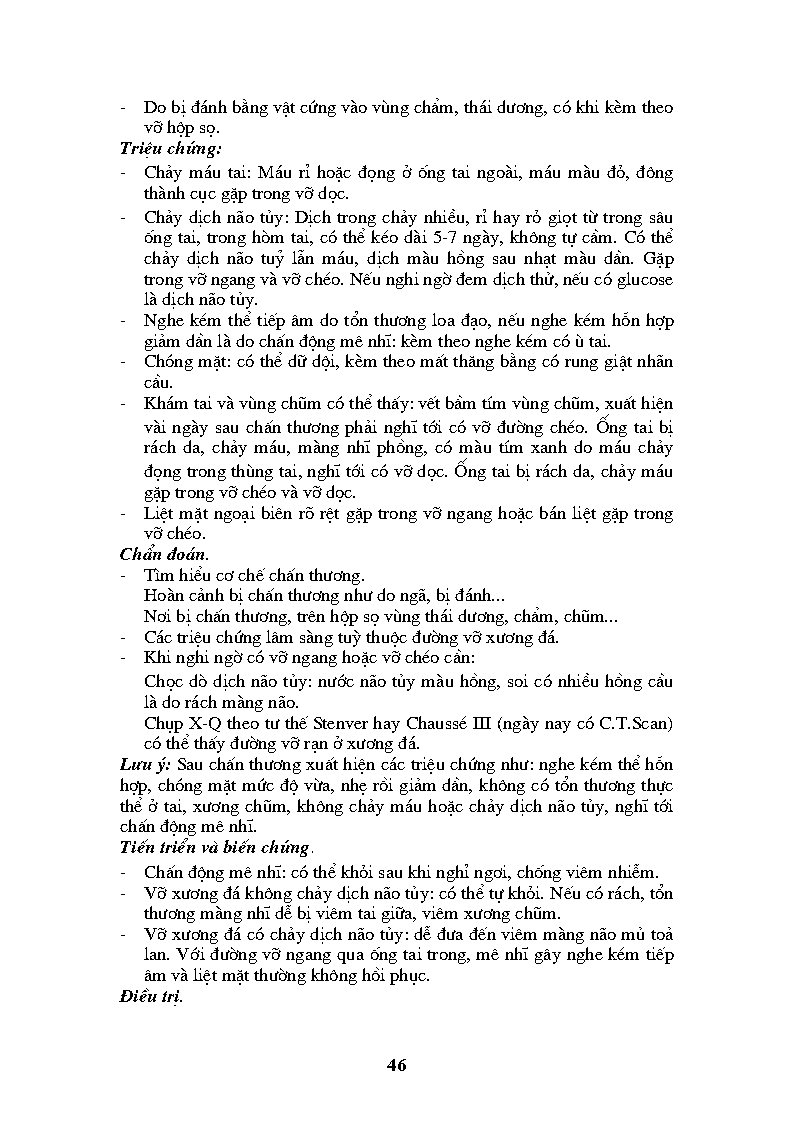 - Do bị đánh bằng vật cứng vào vùng chẩm, thái dương, có khi kèm theo
vỡ hộp sọ.
Triệu chứng:
- Chảy máu tai: Máu rỉ hoặc đọng ở ống tai ngoài, máu màu đỏ, đông
thành cục gặp trong vỡ dọc.
- Chảy dịch não tủy: Dịch trong chảy nhiều, rỉ hay rỏ giọt từ trong sâu
ống tai, trong hòm tai, có thể kéo dài 5-7 ngày, không tự cầm. Có thể
chảy dịch não tuỷ lẫn máu, dịch màu hồng sau nhạt màu dần. Gặp
trong vỡ ngang và vỡ chéo. Nếu nghi ngờ đem dịch thử, nếu có glucose
là dịch não tủy.
- Nghe kém thể tiếp âm do tổn thương loa đạo, nếu nghe kém hỗn hợp
giảm dần là do chấn động mê nhĩ: kèm theo nghe kém có ù tai.
- Chóng mặt: có thể dữ dội, kèm theo mất thăng bằng có rung giật nhãn
cầu.
- Khám tai và vùng chũm có thể thấy: vết bầm tím vùng chũm, xuất hiện
vài ngày sau chấn thương phải nghĩ tới có vỡ đường chéo. Ống tai bị
rách da, chảy máu, màng nhĩ phồng, có màu tím xanh do máu chảy
đọng trong thùng tai, nghĩ tới có vỡ dọc. Ống tai bị rách da, chảy máu
gặp trong vỡ chéo và vỡ dọc.
- Liệt mặt ngoại biên rõ rệt gặp trong vỡ ngang hoặc bán liệt gặp trong
vỡ chéo.
Chẩn đoán.
- Tìm hiểu cơ chế chấn thương.
Hoàn cảnh bị chấn thương như do ngã, bị đánh...
Nơi bị chấn thương, trên hộp sọ vùng thái dương, chẩm, chũm...
- Các triệu chứng lâm sàng tuỳ thuộc đường vỡ xương đá.
- Khi nghi ngờ có vỡ ngang hoặc vỡ chéo cần:
Chọc dò dịch não tủy: nước não tủy màu hồng, soi có nhiều hồng cầu
là do rách màng não.
Chụp X-Q theo tư thế Stenver hay Chaussé III (ngày nay có C.T.Scan)
có thể thấy đường vỡ rạn ở xương đá.
Lưu ý: Sau chấn thương xuất hiện các triệu chứng như: nghe kém thể hỗn
hợp, chóng mặt mức độ vừa, nhẹ rồi giảm dần, không có tổn thương thực
thể ở tai, xương chũm, không chảy máu hoặc chảy dịch não tủy, nghĩ tới
chấn động mê nhĩ.
Tiến triển và biến chứng.
- Chấn động mê nhĩ: có thể khỏi sau khi nghỉ ngơi, chống viêm nhiễm.
- Vỡ xương đá không chảy dịch não tủy: có thể tự khỏi. Nếu có rách, tổn
thương màng nhĩ dễ bị viêm tai giữa, viêm xương chũm.
- Vỡ xương đá có chảy dịch não tủy: dễ đưa đến viêm màng não mủ toả
lan. Với đường vỡ ngang qua ống tai trong, mê nhĩ gây nghe kém tiếp
âm và liệt mặt thường không hồi phục.
Điều trị.
46